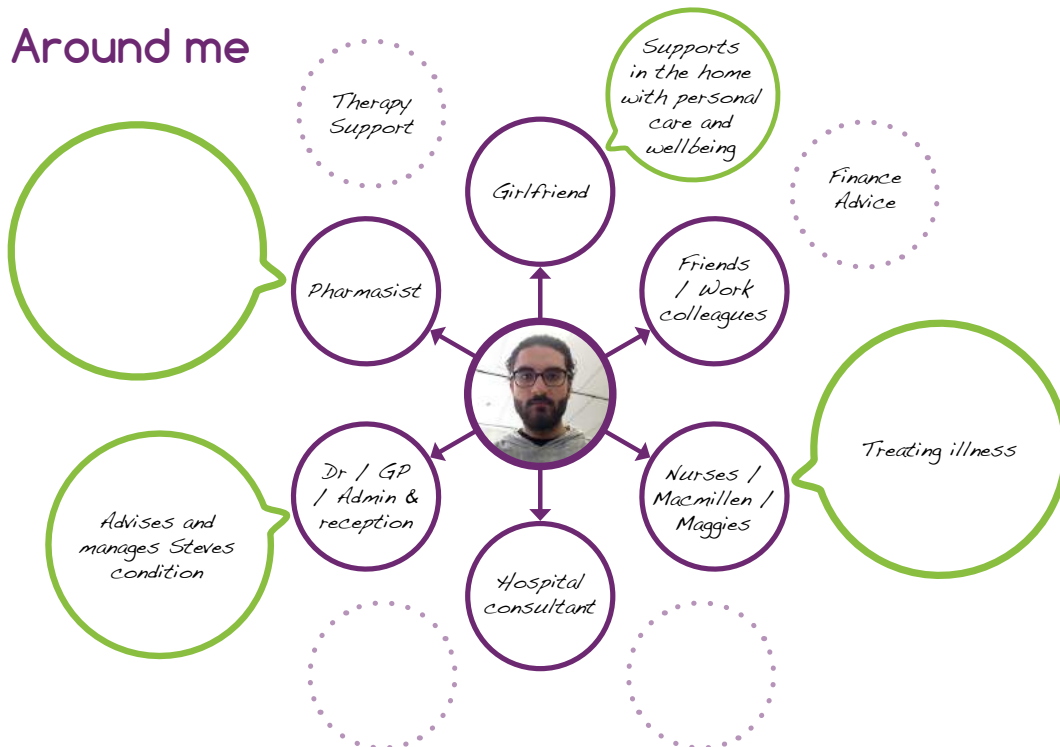 Around me
Therapy
Support
Supports
in the home
with personal
care and
wellbeing
Girlfriend
Finance
Advice
Pharmasist
Friends
/ Work
colleagues
Dr / GP
/ Admin &
reception
Nurses /
Macmillen /
Maggies
Treating illness
Advises and
manages Steves
condition
Hospital
consultant